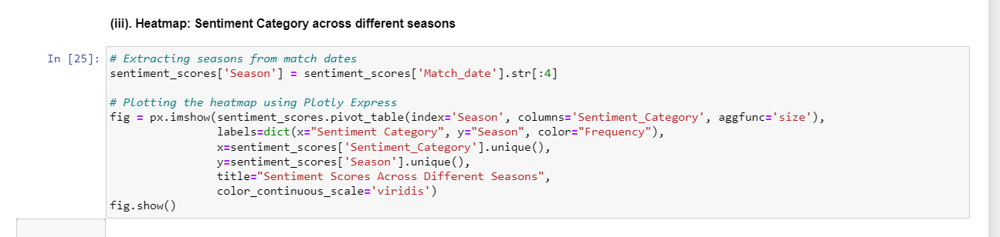 (iii). Heatmap: Sentiment Category across different seasons
In [25]: # Extracting seasons from match dates
sentiment_scores['Season'] = sentiment_scores['Match_date'].str[:4]
# Plotting the heatmap using Plotly Express
fig = px.imshow(sentiment_scores.pivot_table(index='Season', columns='Sentiment_Category', aggfunc='size'),
labels=dict(x="Sentiment Category", y="Season", color="Frequency"),
x=sentiment_scores['Sentiment_Category'].unique(),
y=sentiment_scores['Season'].unique(),
title="Sentiment Scores Across Different Seasons",
color_continuous_scale='viridis')
fig.show()